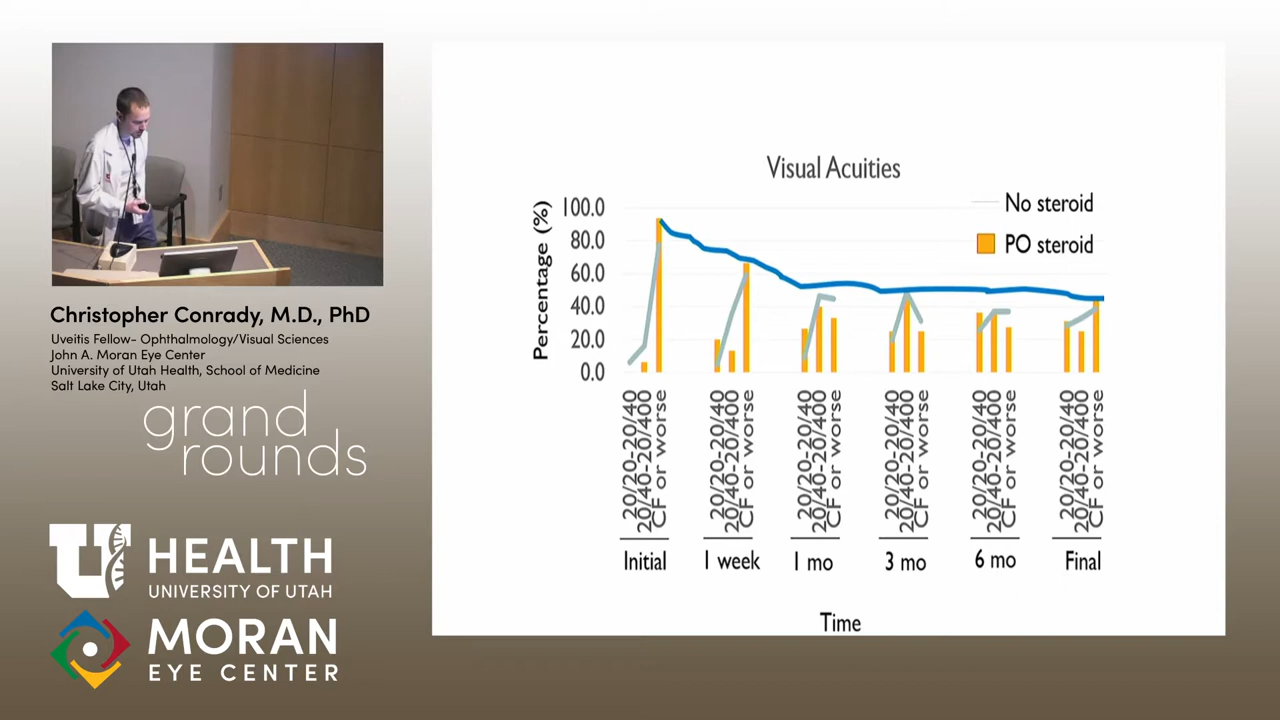 Christopher Conrady, M.D., PhD
Uveitis Fellow- Ophthalmology/Visual Sciences
John A. Moran Eye Center
University of Utah Health, School of Medicine
Salt Lake City, Utah
grand
rounds
U HEALTH
UNIVERSITY OF UTAH
MORAN
EYE CENTER
Visual Acuities
No steroid
PO steroid
Percentage (%)
100.0
80.0
60.0
40.0
20.0
0.0
20/20-20/40
20/40-20/400
CF or worse
20/20-20/40
20/40-20/400
CF or worse
20/20-20/40
20/40-20/400
CF or worse
20/20-20/40
20/40-20/400
CF or worse
20/20-20/40
20/40-20/400
CF or worse
20/20-20/40
20/40-20/400
CF or worse
Initial
1 week
1 mo
3 mo
6 mo
Final
Time